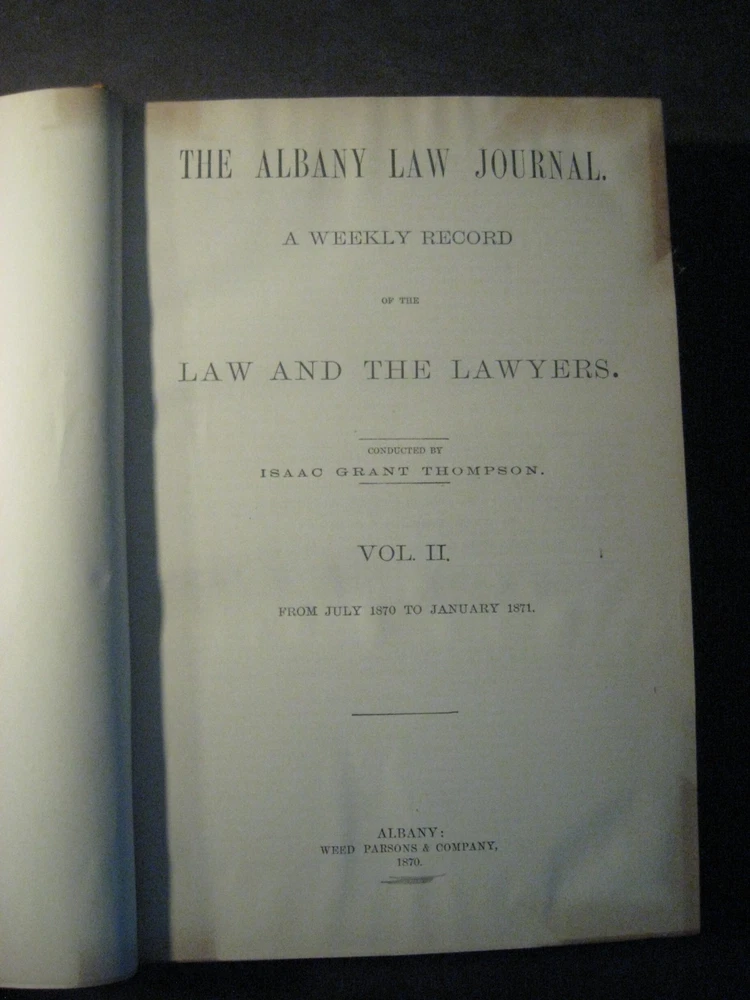 THE ALBANY LAW JOURNAL.
A WEEKLY RECORD
OF THE
LAW AND THE LAWYERS.
CONDUCTED BY
ISAAC GRANT THOMPSON.
VOL. II.
FROM JULY 1870 TO JANUARY 1871.
ALBANY:
WEED PARSONS & COMPANY,
1870.